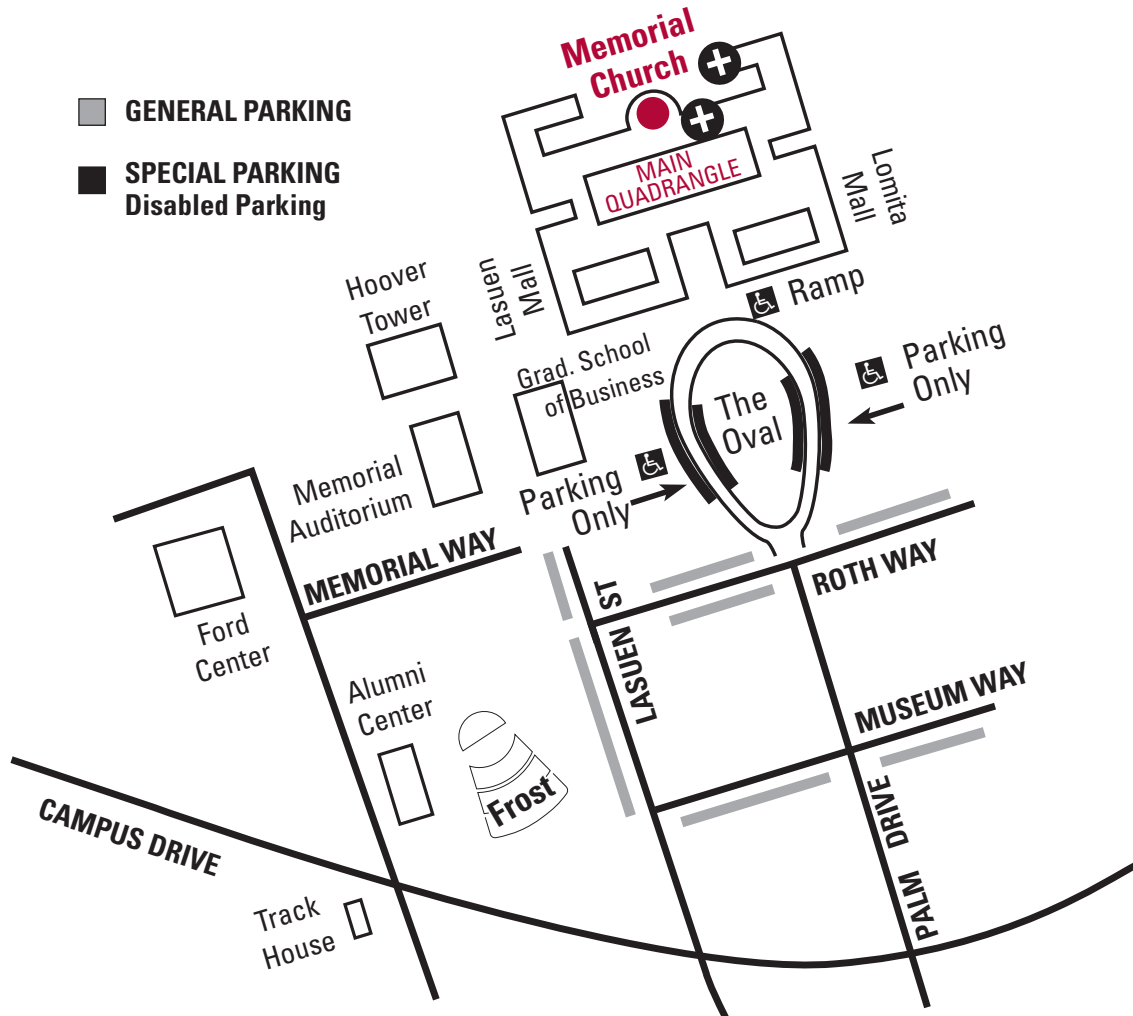 Memorial
Church
GENERAL PARKING
SPECIAL PARKING
Disabled Parking
MAIN
QUADRANGLE
Lomita
Mall
Lasuen
Mall
Hoover
Tower
Ramp
Grad. School
of Business
Parking
Only
The
Oval
Memorial
Auditorium
Parking
Only
MEMORIAL WAY
ROTH WAY
LASUEN ST
Ford
Center
Alumni
Center
MUSEUM WAY
Frost
CAMPUS DRIVE
PALM DRIVE
Track
House